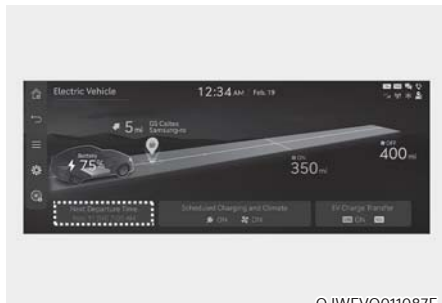 Electric Vehicle
12:34 AM Feb. 19
5 mi
GS Caltex
Samsung-ro
Battery
75%
ON
350 mi
OFF
400 mi
Next Departure Time
Scheduled Charging and Climate
ON ON
EV Charge Transfer
ON
OJWEVQ011087E